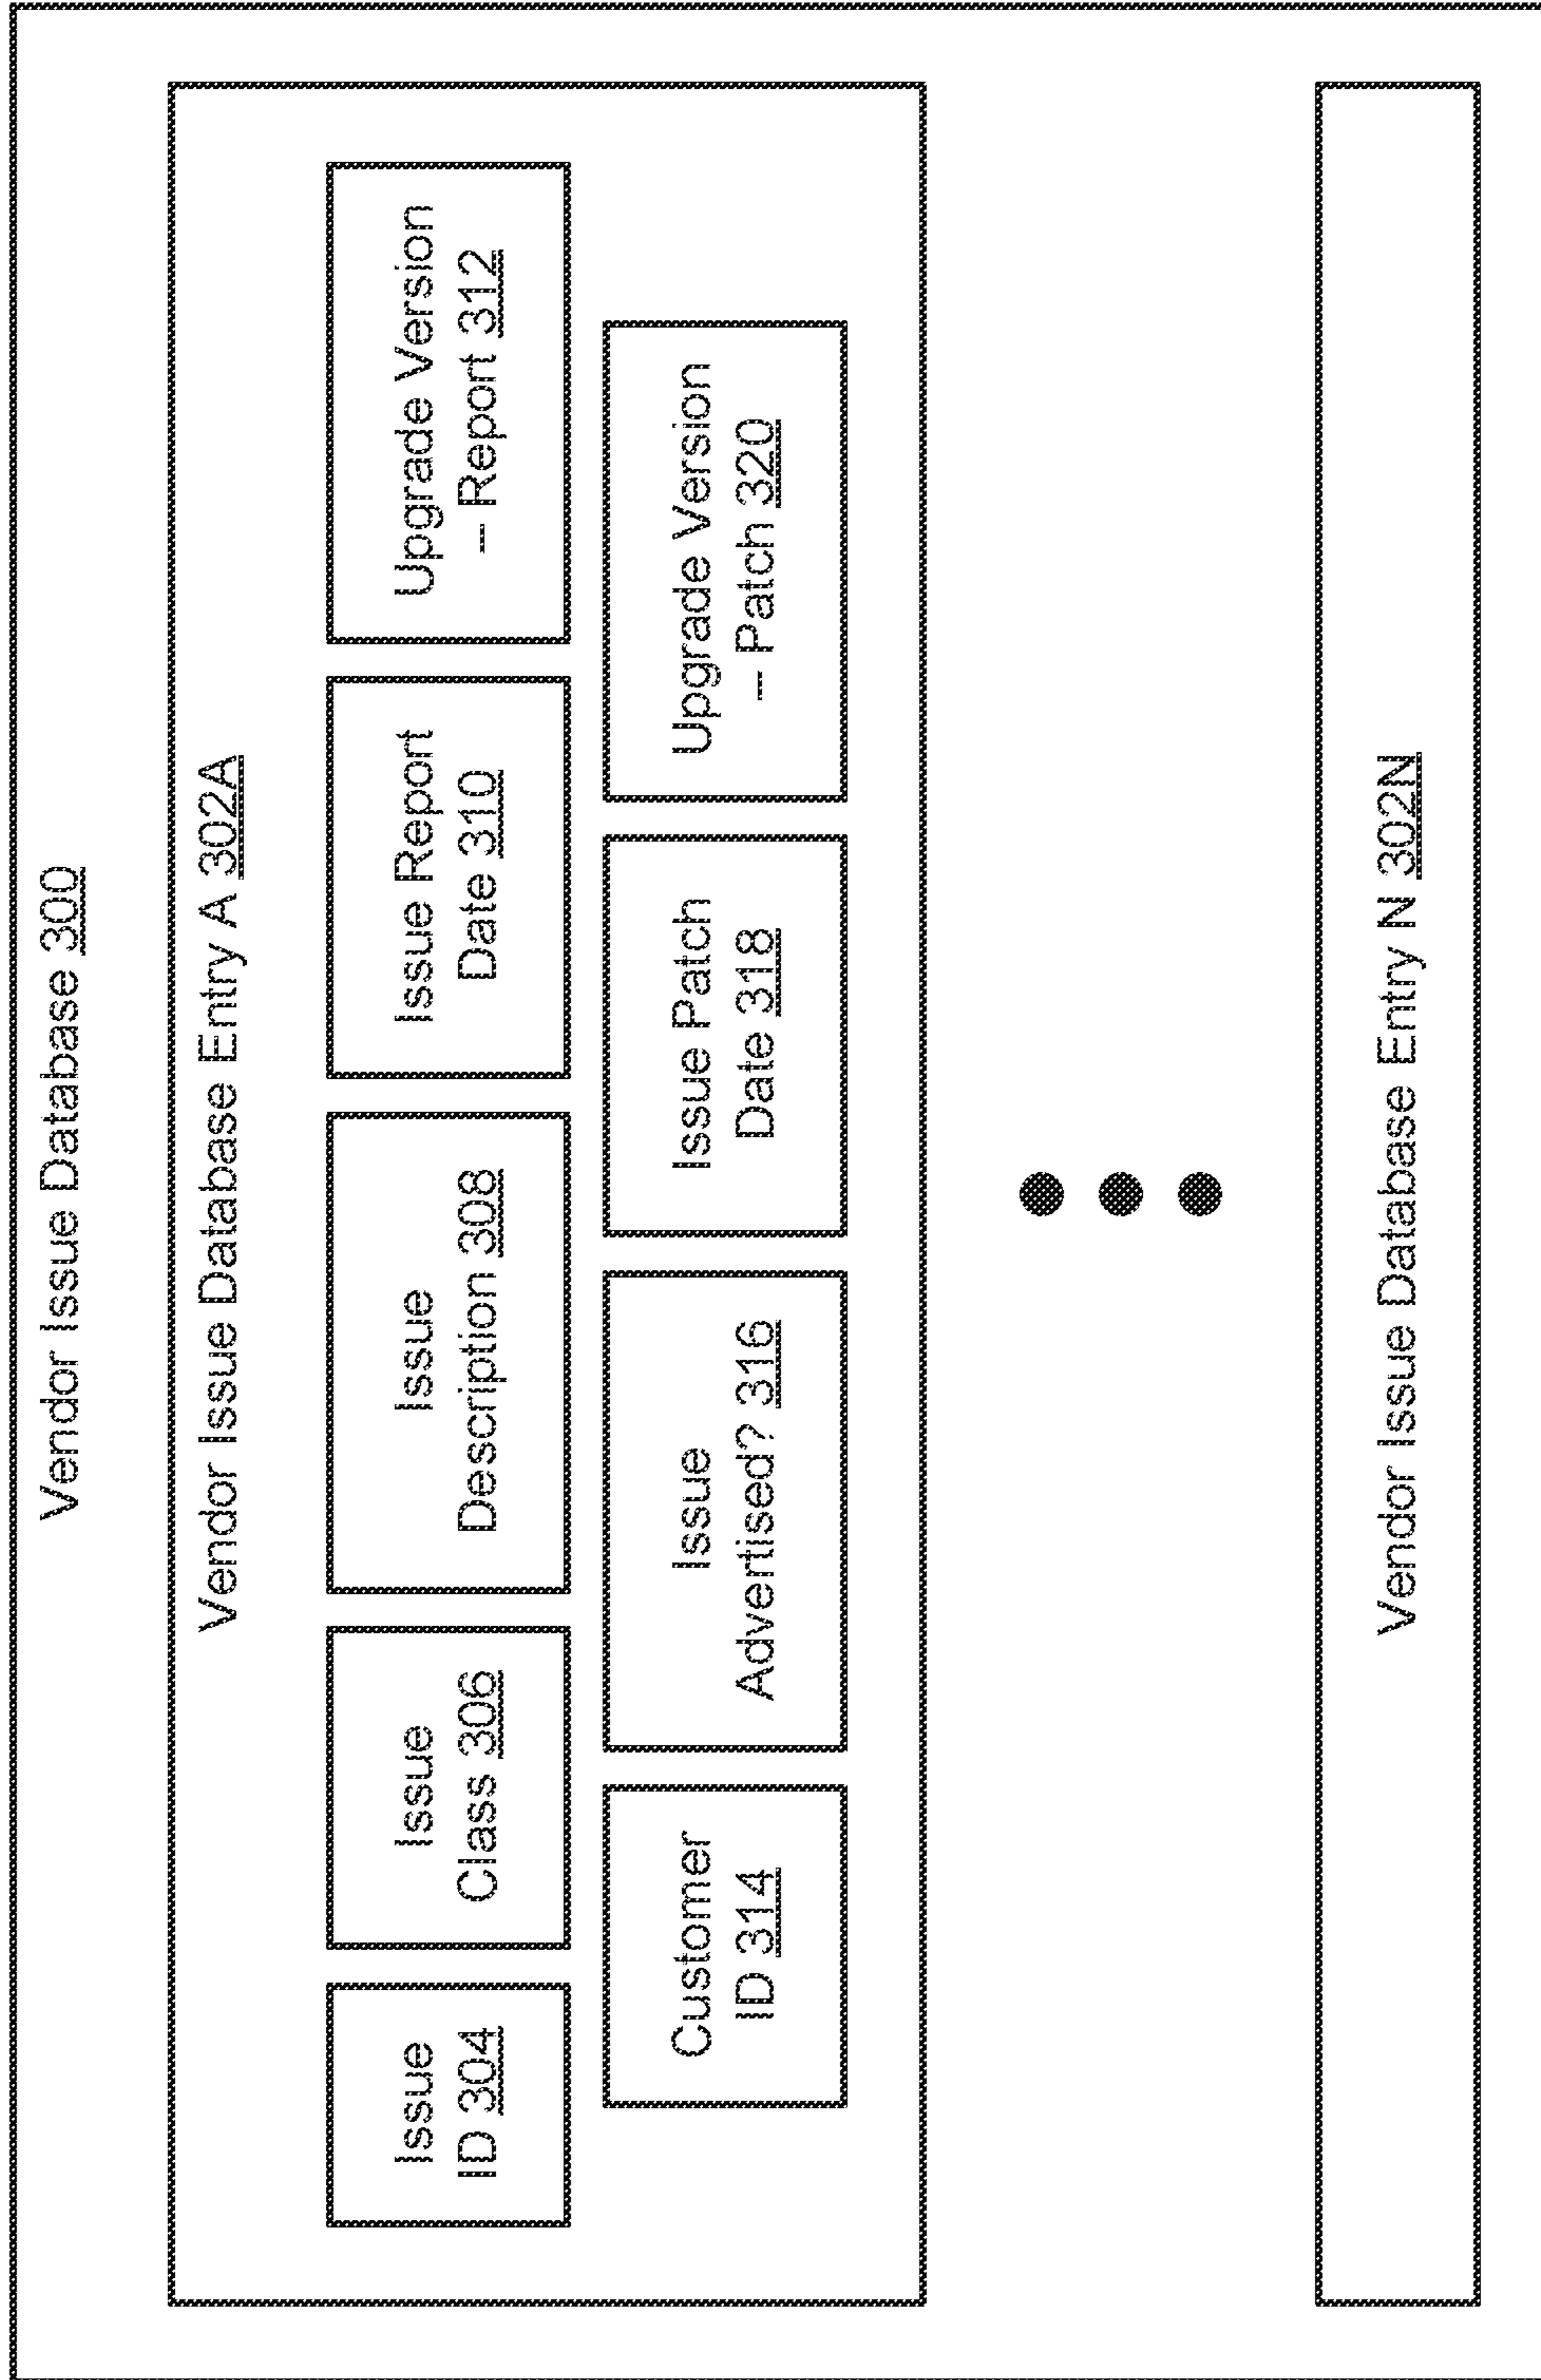 Vendor Issue Database 300
Vendor Issue Database Entry A 302A
Issue
ID 304
Issue
Class 306
Issue
Description 308
Issue Report
Date 310
Upgrade Version
– Report 312
Customer
ID 314
Issue
Advertised? 316
Issue Patch
Date 318
Upgrade Version
– Patch 320
Vendor Issue Database Entry N 302N